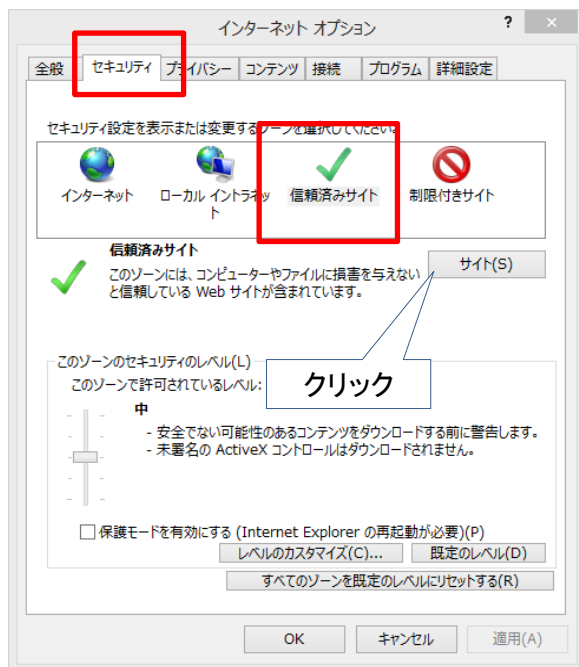 インターネット オプション ? ×
全般 セキュリティ プライバシー コンテンツ 接続 プログラム 詳細設定
セキュリティ設定を表示または変更するゾーンを選択してください。
インターネット ローカル イントラネッ 信頼済みサイト 制限付きサイト
ト
信頼済みサイト
サイト(S)
このゾーンには、コンピューターやファイルに損害を与えない
と信頼している Web サイトが含まれています。
このゾーンのセキュリティのレベル(L)
クリック
このゾーンで許可されているレベル:
中
- 安全でない可能性のあるコンテンツをダウンロードする前に警告します。
- 未署名の ActiveX コントロールはダウンロードされません。
保護モードを有効にする (Internet Explorer の再起動が必要)(P)
レベルのカスタマイズ(C)... 既定のレベル(D)
すべてのゾーンを既定のレベルにリセットする(R)
OK キャンセル 適用(A)